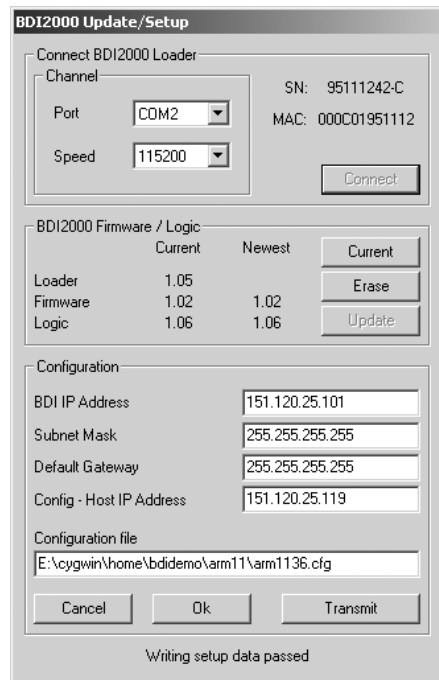 BDI2000 Update/Setup
Connect BDI2000 Loader
Channel
Port COM2
Speed 115200
SN: 95111242-C
MAC: 000C01951112
Connect
BDI2000 Firmware / Logic
Current Newest
Loader 1.05
Firmware 1.02 1.02
Logic 1.06 1.06
Current
Erase
Update
Configuration
BDI IP Address 151.120.25.101
Subnet Mask 255.255.255.255
Default Gateway 255.255.255.255
Config - Host IP Address 151.120.25.119
Configuration file
E:\cygwin\home\bdidemo\arm11\arm1136.cfg
Cancel Ok Transmit
Writing setup data passed